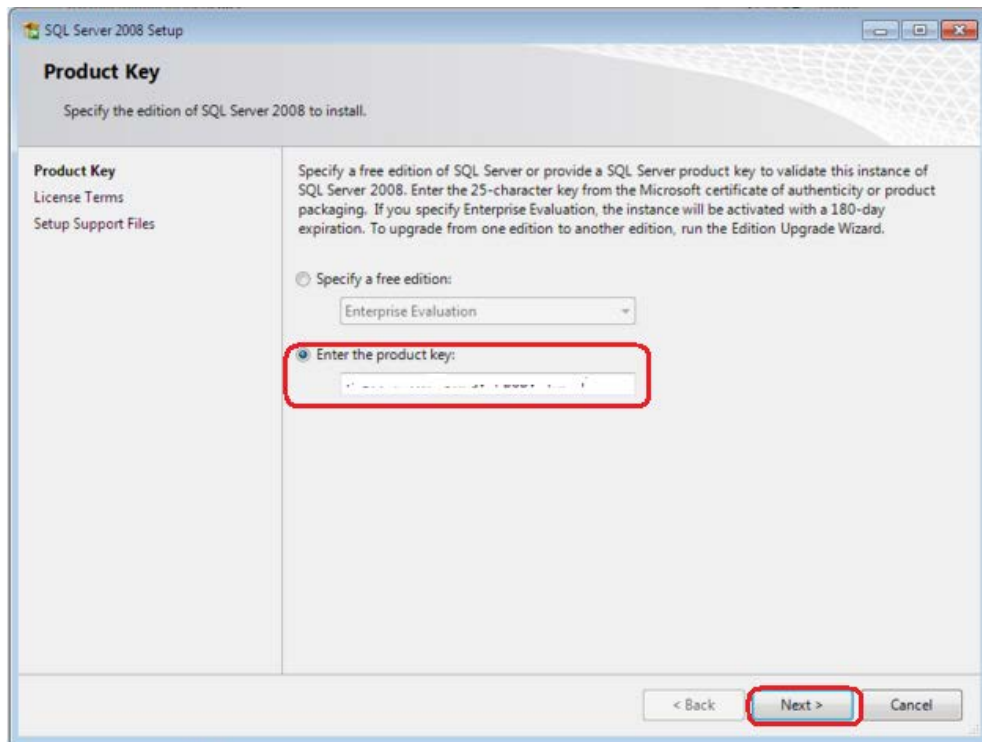 SQL Server 2008 Setup
Product Key
Specify the edition of SQL Server 2008 to install.
Product Key
License Terms
Setup Support Files
Specify a free edition of SQL Server or provide a SQL Server product key to validate this instance of
SQL Server 2008. Enter the 25-character key from the Microsoft certificate of authenticity or product
packaging. If you specify Enterprise Evaluation, the instance will be activated with a 180-day
expiration. To upgrade from one edition to another edition, run the Edition Upgrade Wizard.
Specify a free edition:
Enterprise Evaluation
Enter the product key:
< Back
Next >
Cancel